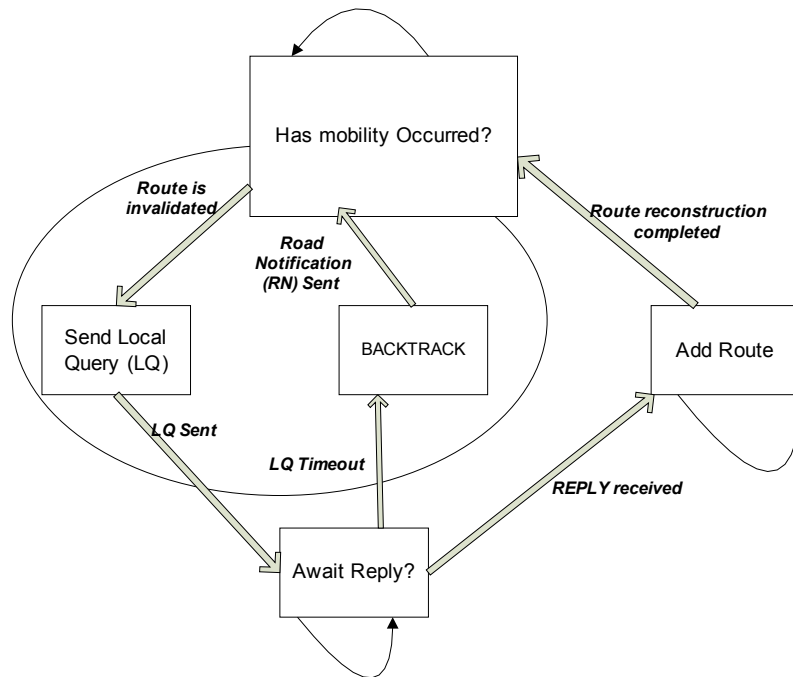 Has mobility Occurred?
Route is
invalidated
Road
Notification
(RN) Sent
Route reconstruction
completed
Send Local
Query (LQ)
BACKTRACK
Add Route
LQ Sent
LQ Timeout
REPLY received
Await Reply?